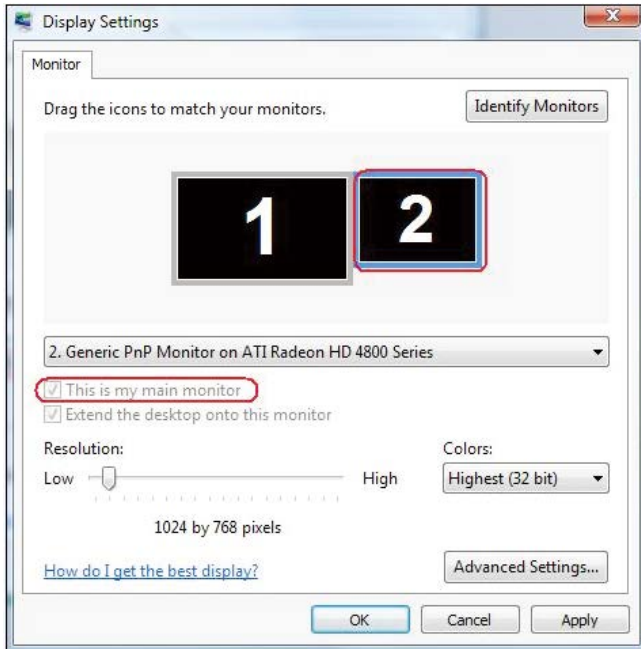 Display Settings
Monitor
Drag the icons to match your monitors.
Identify Monitors
1
2
2. Generic PnP Monitor on ATI Radeon HD 4800 Series
This is my main monitor
Extend the desktop onto this monitor
Resolution:
Colors:
Low
High
Highest (32 bit)
1024 by 768 pixels
How do I get the best display?
Advanced Settings...
OK
Cancel
Apply